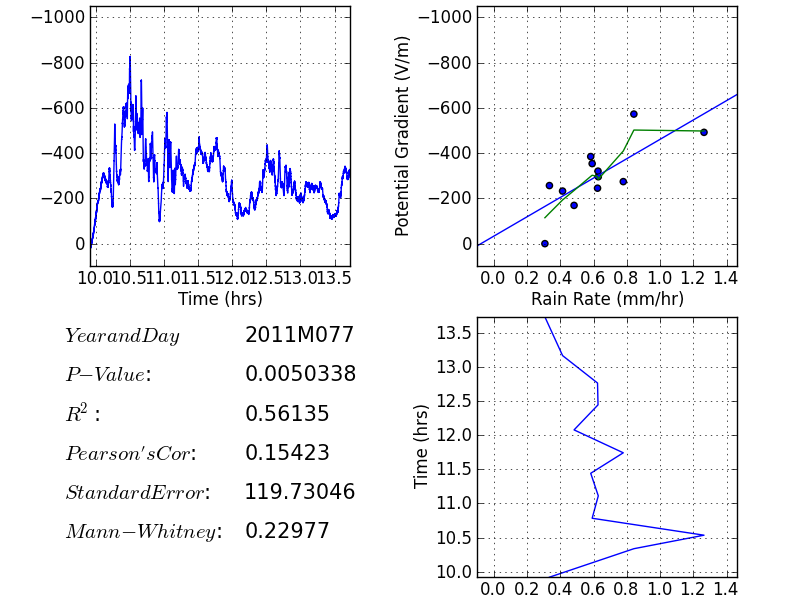 −1000
−800
−600
−400
−200
0
10.0 10.5 11.0 11.5 12.0 12.5 13.0 13.5
Time (hrs)
Potential Gradient (V/m)
−1000
−800
−600
−400
−200
0
0.0 0.2 0.4 0.6 0.8 1.0 1.2 1.4
Rain Rate (mm/hr)
YearandDay 2011M077
P−Value: 0.0050338
R² : 0.56135
Pearson'sCor: 0.15423
StandardError: 119.73046
Mann−Whitney: 0.22977
Time (hrs)
13.5
13.0
12.5
12.0
11.5
11.0
10.5
10.0
0.0 0.2 0.4 0.6 0.8 1.0 1.2 1.4